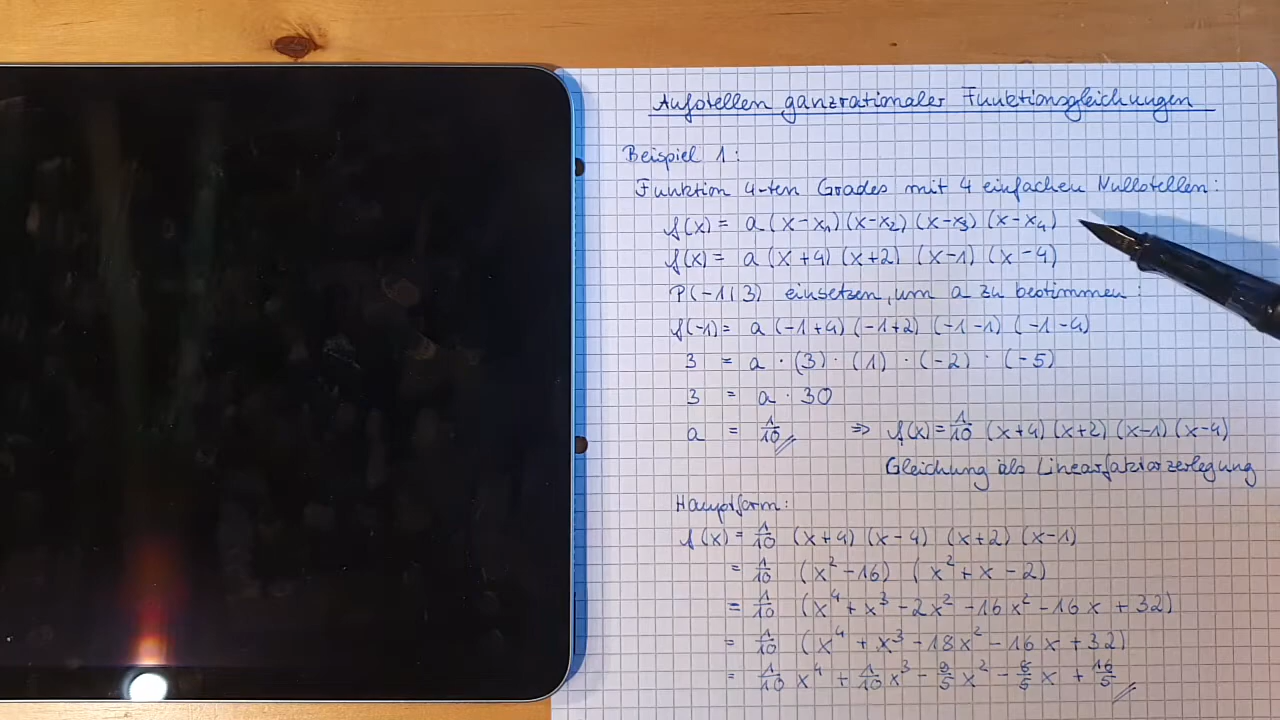 Aufstellen ganzrationaler Funktionsgleichungen
Beispiel 1:
Funktion 4-ten Grades mit 4 einfachen Nullstellen:
f(x) = a (x-x₁) (x-x₂) (x-x₃) (x-x₄)
f(x) = a (x+4) (x+2) (x-1) (x-4)
P(-1|3) einsetzen, um a zu bestimmen:
f(-1) = a (-1+4) (-1+2) (-1-1) (-1-4)
3 = a · (3) · (1) · (-2) · (-5)
3 = a · 30
a = 1/10 ⇒ f(x) = 1/10 (x+4) (x+2) (x-1) (x-4)
Gleichung als Linearfaktorzerlegung
Hauptform:
f(x) = 1/10 (x+4) (x-4) (x+2) (x-1)
= 1/10 (x²-16) (x²+x-2)
= 1/10 (x⁴+x³-2x²-16x²-16x+32)
= 1/10 (x⁴+x³-18x²-16x+32)
= 1/10 x⁴ + 1/10 x³ - 9/5 x² - 8/5 x + 16/5